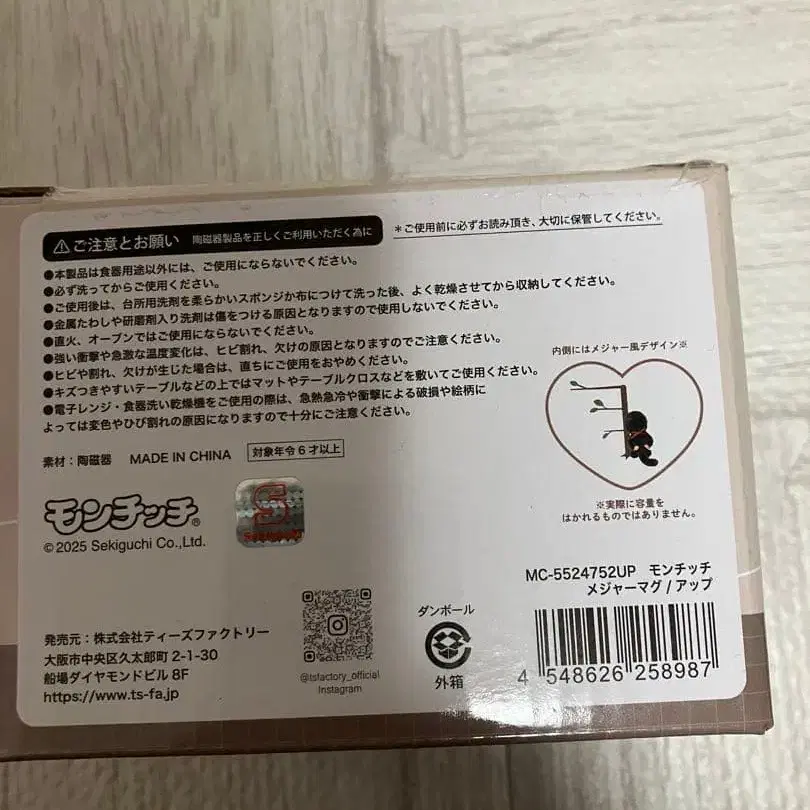 ⚠ご注意とお願い 陶磁器製品を正しくご利用いただく為に
＊ご使用前に必ずお読み頂き、大切に保管してください。
●本製品は食器用途以外には、ご使用にならないでください。
●必ず洗ってからご使用ください。
●ご使用後は、台所用洗剤を柔らかいスポンジか布につけて洗った後、よく乾燥させてから収納してください。
●金属たわしや研磨剤入り洗剤は傷をつける原因となりますので使用しないでください。
●直火、オーブンではご使用にならないでください。
●強い衝撃や急激な温度変化は、ヒビ割れ、欠けの原因となりますのでご注意ください。
●ヒビや割れ、欠けが生じた場合は、直ちにご使用をおやめください。
●キズつきやすいテーブルなどの上ではマットやテーブルクロスなどを敷いてご使用ください。
●電子レンジ・食器洗い乾燥機をご使用の際は、急熱急冷や衝撃による破損や絵柄に
よっては変色やひび割れの原因になりますので十分にご注意ください。
素材：陶磁器 MADE IN CHINA 対象年令6才以上
内側にはメジャー風デザイン※
※実際に容量を
はかれるものではありません。
モンチッチ®
© 2025 Sekiguchi Co.,Ltd.
S
Sekiguchi
MC-5524752UP モンチッチ
メジャーマグ / アップ
発売元：株式会社ティーズファクトリー
大阪市中央区久太郎町 2-1-30
船場ダイヤモンドビル 8F
https://www.ts-fa.jp
@tsfactory_official
Instagram
ダンボール
外箱
4 548626 258987